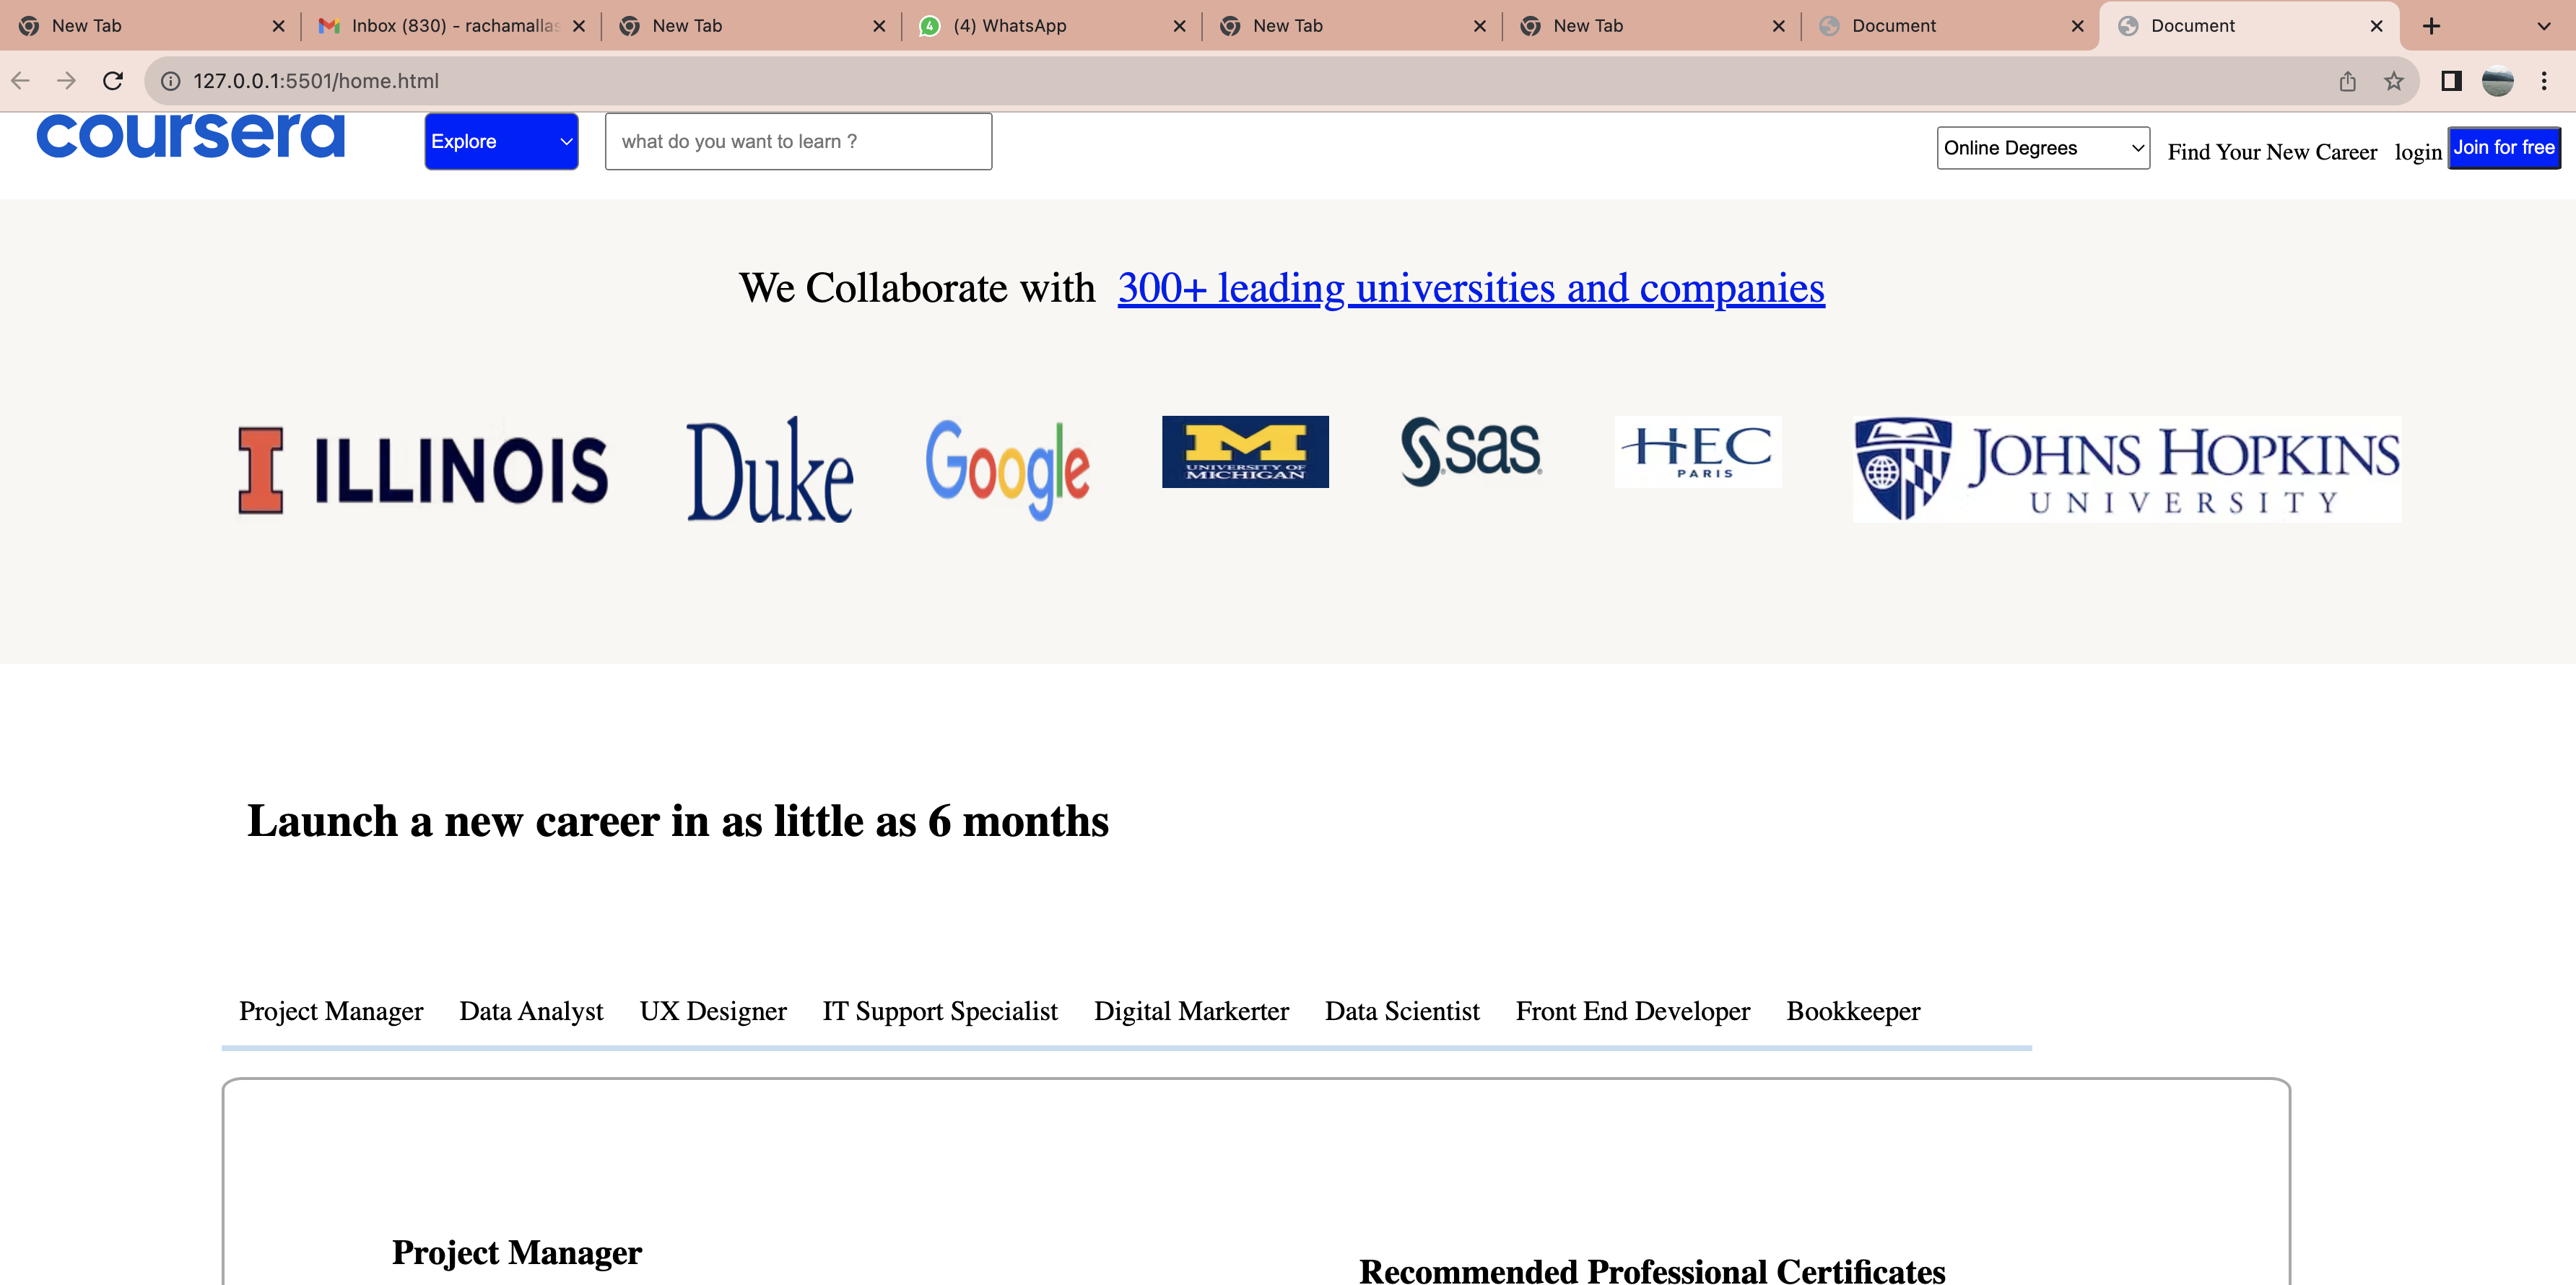 New Tab
Inbox (830) - rachamallas
New Tab
4
(4) WhatsApp
New Tab
New Tab
Document
Document
127.0.0.1:5501/home.html
coursera
Explore
what do you want to learn ?
Online Degrees
Find Your New Career
login
Join for free
We Collaborate with 300+ leading universities and companies
I ILLINOIS
Duke
Google
M
UNIVERSITY OF
MICHIGAN
S sas
HEC
PARIS
JOHNS HOPKINS
UNIVERSITY
Launch a new career in as little as 6 months
Project Manager
Data Analyst
UX Designer
IT Support Specialist
Digital Markerter
Data Scientist
Front End Developer
Bookkeeper
Project Manager
Recommended Professional Certificates